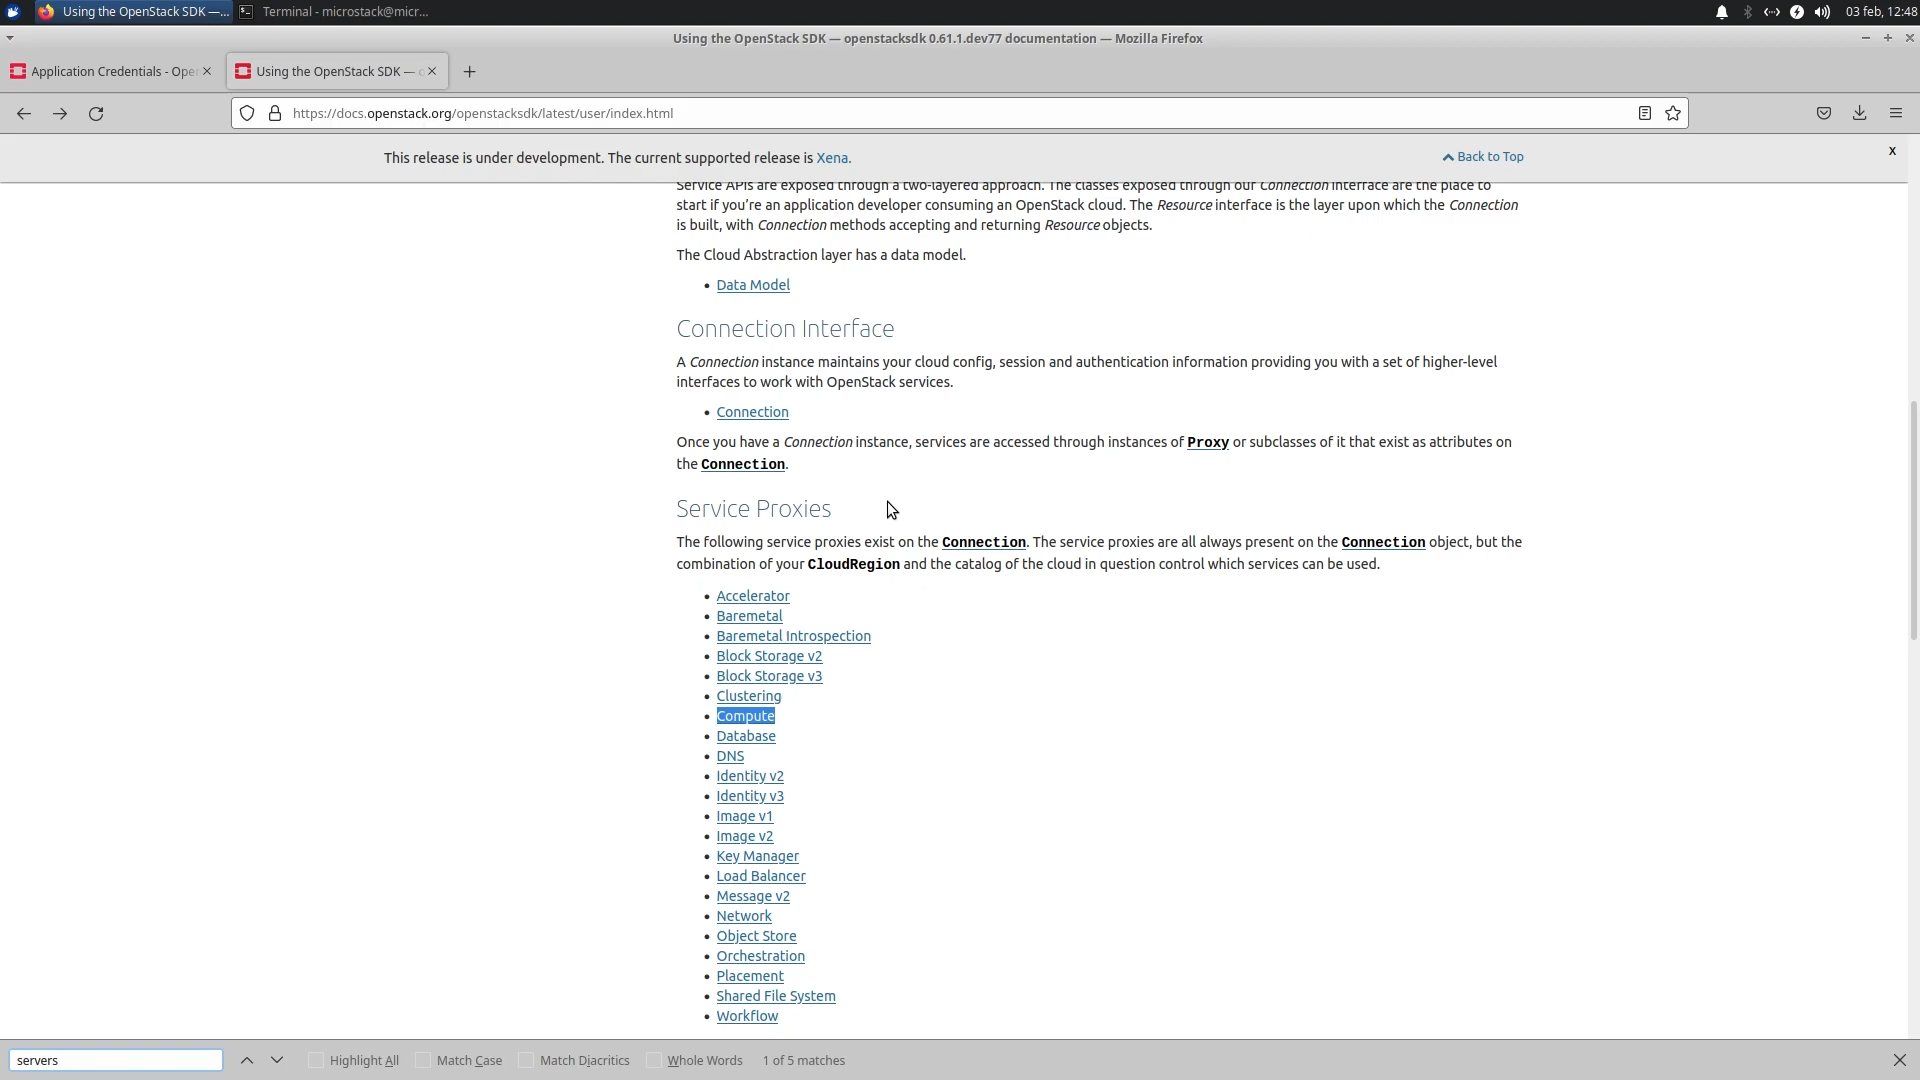 Using the OpenStack SDK —...
Terminal - microstack@micr...
03 feb, 12:48
Using the OpenStack SDK — openstacksdk 0.61.1.dev77 documentation — Mozilla Firefox
Application Credentials - Ope
Using the OpenStack SDK —
https://docs.openstack.org/openstacksdk/latest/user/index.html
This release is under development. The current supported release is Xena.
Back to Top
X
Service APIs are exposed through a two-layered approach. The classes exposed through our Connection interface are the place to
start if you’re an application developer consuming an OpenStack cloud. The Resource interface is the layer upon which the Connection
is built, with Connection methods accepting and returning Resource objects.
The Cloud Abstraction layer has a data model.
• Data Model
Connection Interface
A Connection instance maintains your cloud config, session and authentication information providing you with a set of higher-level
interfaces to work with OpenStack services.
• Connection
Once you have a Connection instance, services are accessed through instances of Proxy or subclasses of it that exist as attributes on
the Connection.
Service Proxies
The following service proxies exist on the Connection. The service proxies are all always present on the Connection object, but the
combination of your CloudRegion and the catalog of the cloud in question control which services can be used.
• Accelerator
• Baremetal
• Baremetal Introspection
• Block Storage v2
• Block Storage v3
• Clustering
• Compute
• Database
• DNS
• Identity v2
• Identity v3
• Image v1
• Image v2
• Key Manager
• Load Balancer
• Message v2
• Network
• Object Store
• Orchestration
• Placement
• Shared File System
• Workflow
servers
Highlight All
Match Case
Match Diacritics
Whole Words
1 of 5 matches